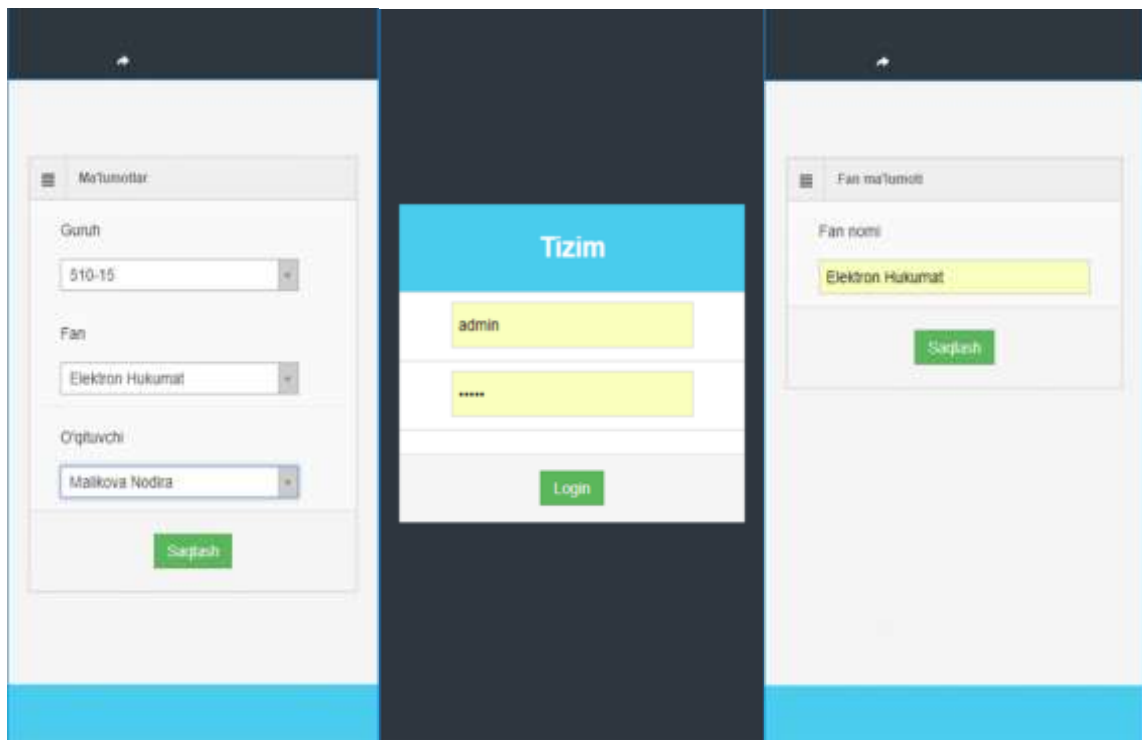 Ma'lumotlar
Guruh
510-15
Fan
Elektron Hukumat
O'qituvchi
Malikova Nodira
Saqlash
Tizim
admin
•••••
Login
Fan ma'lumoti
Fan nomi
Elektron Hukumat
Saqlash